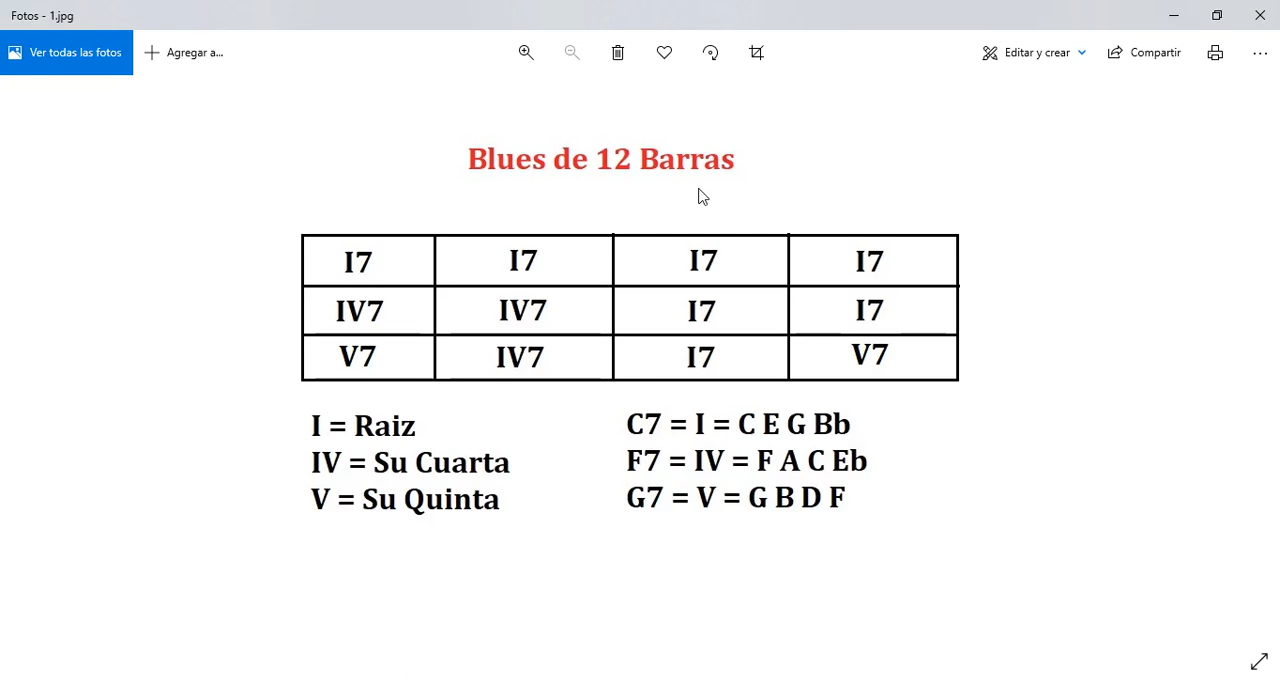 Fotos - 1.jpg
Ver todas las fotos
Agregar a...
Editar y crear
Compartir
Blues de 12 Barras
I7 I7 I7 I7
IV7 IV7 I7 I7
V7 IV7 I7 V7
I = Raiz
IV = Su Cuarta
V = Su Quinta
C7 = I = C E G Bb
F7 = IV = F A C Eb
G7 = V = G B D F